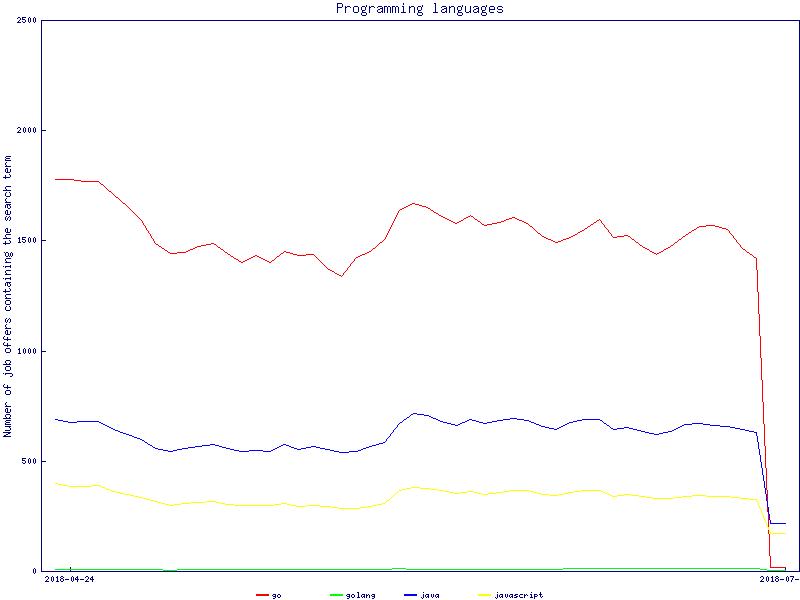 Programming languages
2500
2000
1500
1000
500
0
Number of job offers containing the search term
2018-04-24
2018-07-
go
golang
java
javascript